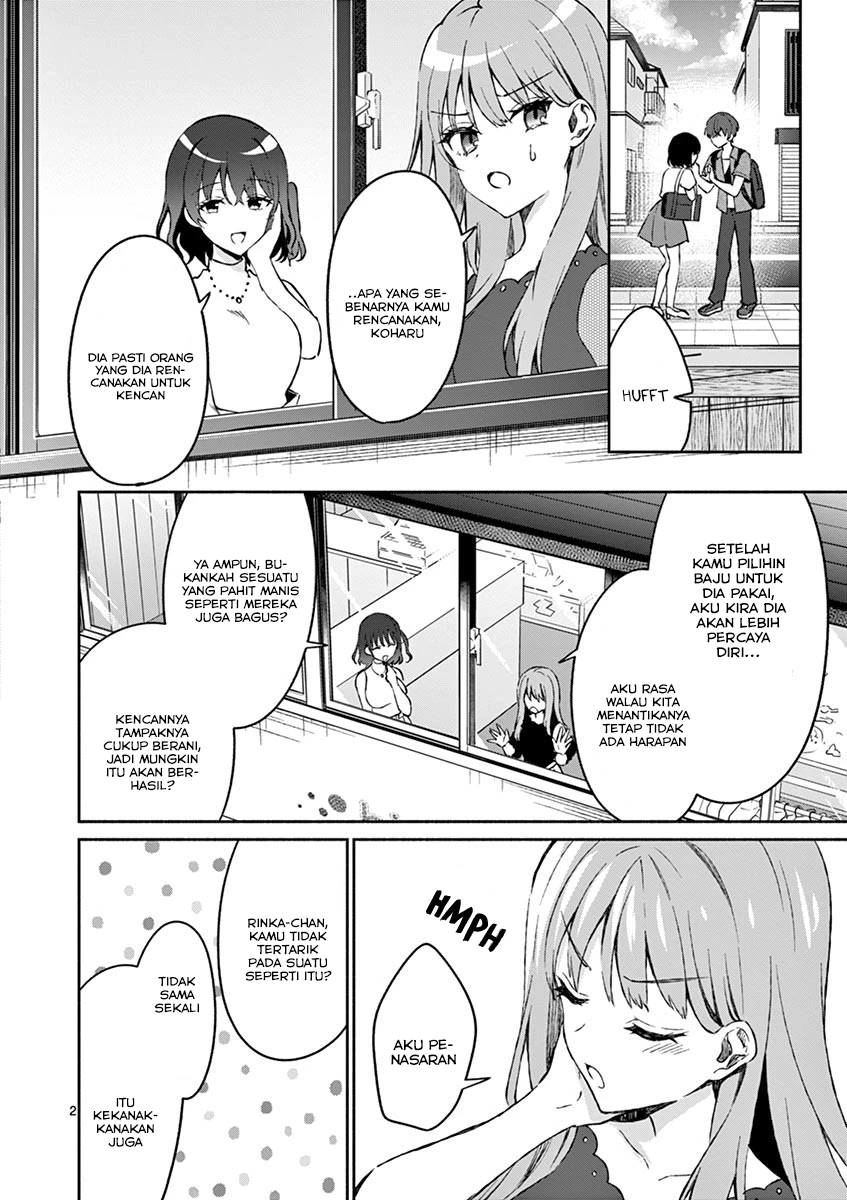 HUFFT
..APA YANG SE-
BENARNYA KAMU
RENCANAKAN,
KOHARU
DIA PASTI ORANG
YANG DIA REN-
CANAKAN UNTUK
KENCAN
SETELAH
KAMU PILIHIN
BAJU UNTUK
DIA PAKAI,
AKU KIRA DIA
AKAN LEBIH
PERCAYA
DIRI...
AKU RASA
WALAU KITA
MENANTIKANYA
TETAP TIDAK
ADA HARAPAN
YA AMPUN, BU-
KANKAH SESUATU
YANG PAHIT MANIS
SEPERTI MEREKA
JUGA BAGUS?
KENCANNYA
TAMPAKNYA
CUKUP BERANI,
JADI MUNGKIN
ITU AKAN BER-
HASIL?
HMPH
AKU PE-
NASARAN
RINKA-CHAN,
KAMU TIDAK
TERTARIK
PADA SUATU
SEPERTI ITU?
TIDAK
SAMA
SEKALI
ITU
KEKANAK-
KANAKAN
JUGA
2